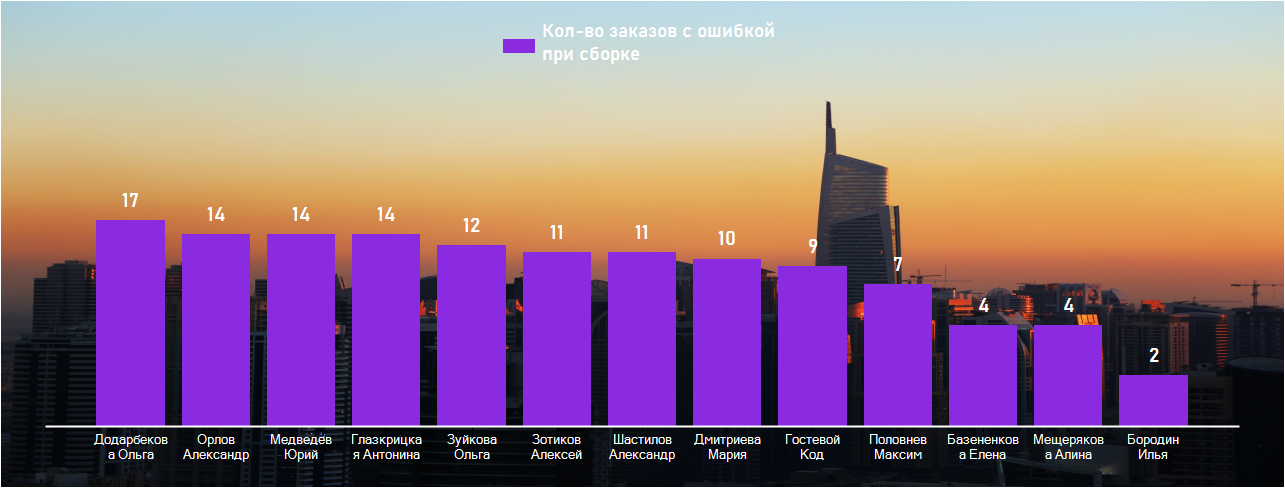 Кол-во заказов с ошибкой
при сборке
17
14
14
14
12
11
11
10
9
7
4
4
2
Додарбеков
а Ольга
Орлов
Александр
Медведев
Юрий
Глазкрицка
я Антонина
Зуйкова
Ольга
Зотиков
Алексей
Шастилов
Александр
Дмитриева
Мария
Гостевой
Код
Половнев
Максим
Базененков
а Елена
Мещеряков
а Алина
Бородин
Илья